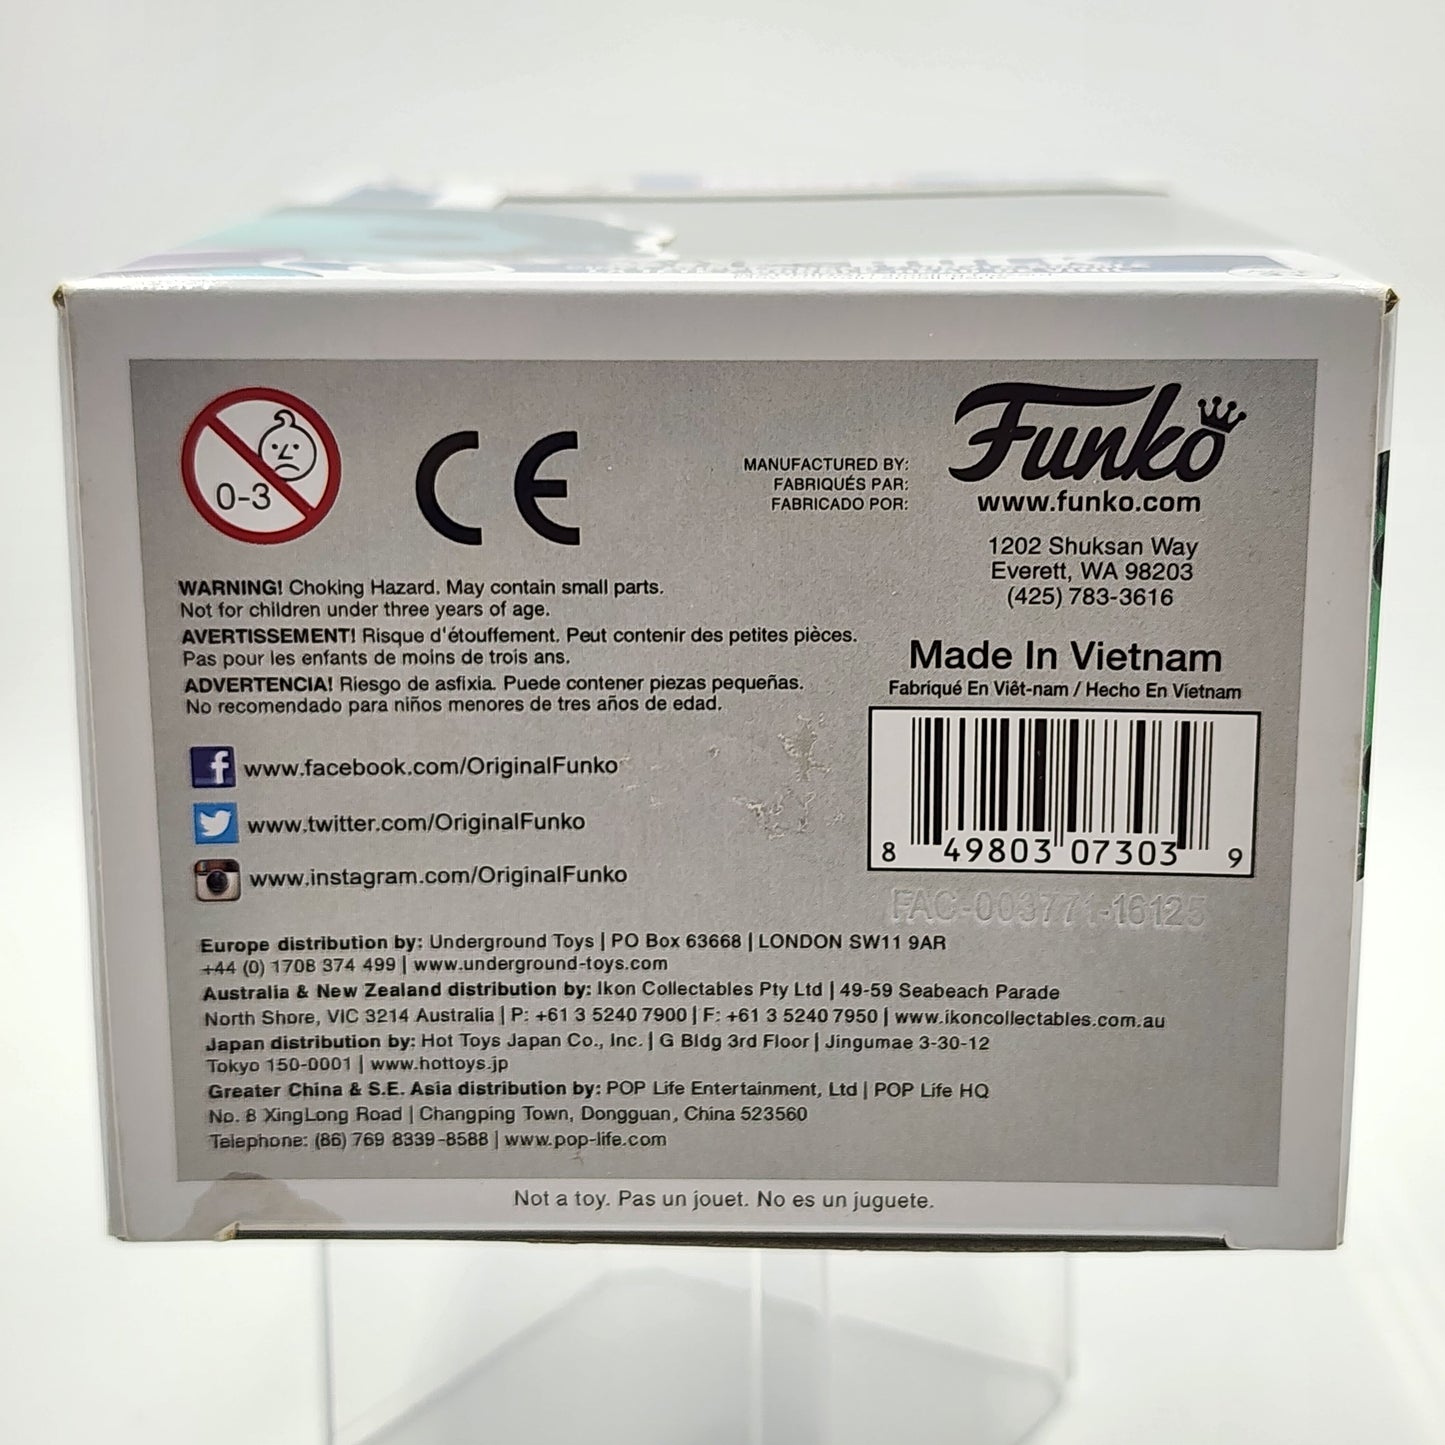 0-3
CE
MANUFACTURED BY:
FABRIQUÉS PAR:
FABRICADO POR:
Funko
www.funko.com
1202 Shuksan Way
Everett, WA 98203
(425) 783-3616
WARNING! Choking Hazard. May contain small parts.
Not for children under three years of age.
AVERTISSEMENT! Risque d'étouffement. Peut contenir des petites pièces.
Pas pour les enfants de moins de trois ans.
ADVERTENCIA! Riesgo de asfixia. Puede contener piezas pequeñas.
No recomendado para niños menores de tres años de edad.
Made In Vietnam
Fabriqué En Viêt-nam / Hecho En Vietnam
8 49803 07303 9
FAC-003771-16125
f www.facebook.com/OriginalFunko
www.twitter.com/OriginalFunko
www.instagram.com/OriginalFunko
Europe distribution by: Underground Toys | PO Box 63668 | LONDON SW11 9AR
+44 (0) 1708 374 499 | www.underground-toys.com
Australia & New Zealand distribution by: Ikon Collectables Pty Ltd | 49-59 Seabeach Parade
North Shore, VIC 3214 Australia | P: +61 3 5240 7900 | F: +61 3 5240 7950 | www.ikoncollectables.com.au
Japan distribution by: Hot Toys Japan Co., Inc. | G Bldg 3rd Floor | Jingumae 3-30-12
Tokyo 150-0001 | www.hottoys.jp
Greater China & S.E. Asia distribution by: POP Life Entertainment, Ltd | POP Life HQ
No. 8 XingLong Road | Changping Town, Dongguan, China 523560
Telephone: (86) 769 8339-8588 | www.pop-life.com
Not a toy. Pas un jouet. No es un juguete.